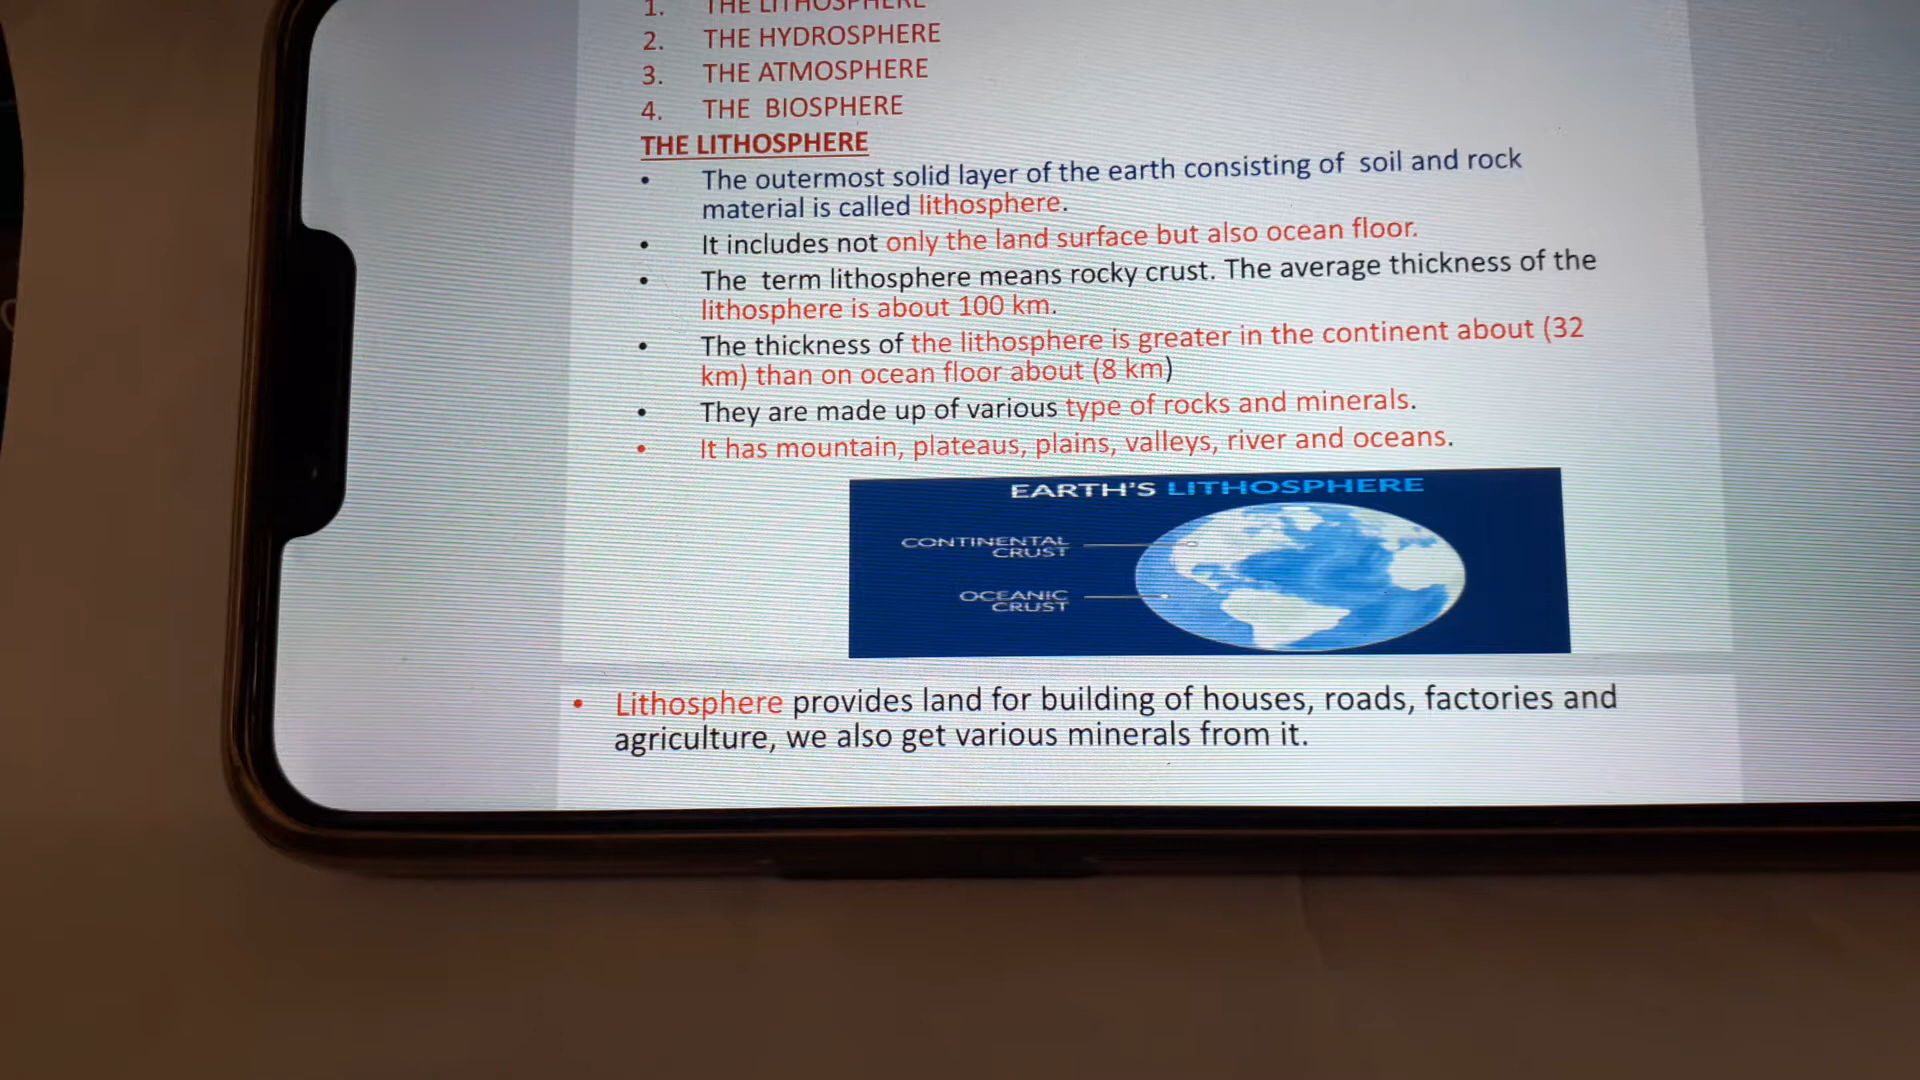 1. THE LITHOSPHERE
2. THE HYDROSPHERE
3. THE ATMOSPHERE
4. THE BIOSPHERE
THE LITHOSPHERE
• The outermost solid layer of the earth consisting of soil and rock
material is called lithosphere.
• It includes not only the land surface but also ocean floor.
• The term lithosphere means rocky crust. The average thickness of the
lithosphere is about 100 km.
• The thickness of the lithosphere is greater in the continent about (32
km) than on ocean floor about (8 km)
• They are made up of various type of rocks and minerals.
• It has mountain, plateaus, plains, valleys, river and oceans.
EARTH'S LITHOSPHERE
CONTINENTAL
CRUST
OCEANIC
CRUST
• Lithosphere provides land for building of houses, roads, factories and
agriculture, we also get various minerals from it.